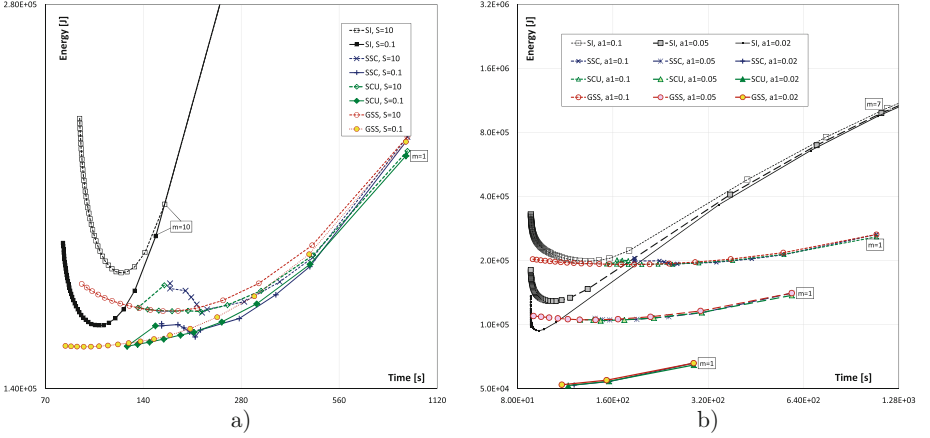 2.80E+05
Energy [J]
SI, S=10
SI, S=0.1
SSC, S=10
SSC, S=0.1
SCU, S=10
SCU, S=0.1
GSS, S=10
GSS, S=0.1
m=1
m=10
1.40E+05
Time [s]
70 140 280 560 1120
a)
3.2E+06
Energy [J]
1.6E+06
SI, a1=0.1 SI, a1=0.05 SI, a1=0.02
SSC, a1=0.1 SSC, a1=0.05 SSC, a1=0.02
SCU, a1=0.1 SCU, a1=0.05 SCU, a1=0.02
GSS, a1=0.1 GSS, a1=0.05 GSS, a1=0.02
m=7
8.0E+05
4.0E+05
2.0E+05
m=1
m=1
1.0E+05
m=1
Time [s]
5.0E+04
8.00E+01 1.60E+02 3.20E+02 6.40E+02 1.28E+03
b)